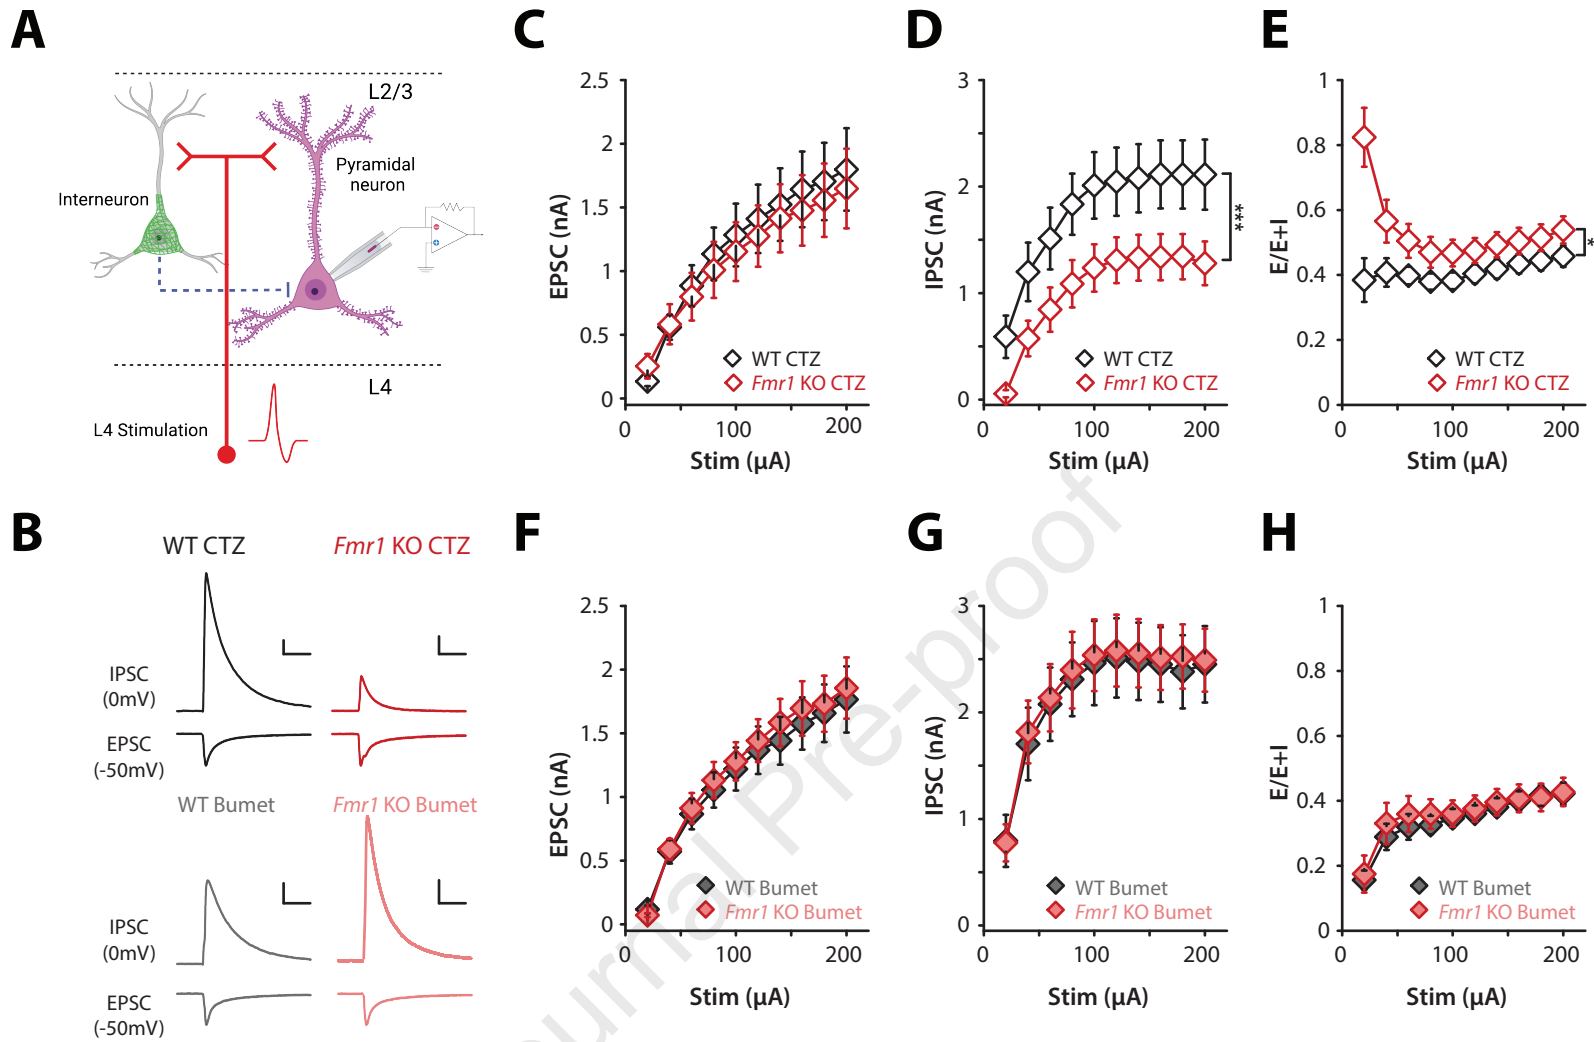 A
L2/3
Pyramidal
neuron
Interneuron
L4
L4 Stimulation
B
WT CTZ
Fmr1 KO CTZ
IPSC
(0mV)
EPSC
(-50mV)
WT Bumet
Fmr1 KO Bumet
IPSC
(0mV)
EPSC
(-50mV)
C
EPSC (nA)
2.5
2
1.5
1
0.5
0
WT CTZ
Fmr1 KO CTZ
0 100 200
Stim (μA)
D
IPSC (nA)
3
2
1
0
***
WT CTZ
Fmr1 KO CTZ
0 100 200
Stim (μA)
E
E/E+I
1
0.8
0.6
0.4
0.2
0
*
WT CTZ
Fmr1 KO CTZ
0 100 200
Stim (μA)
F
EPSC (nA)
2.5
2
1.5
1
0.5
0
WT Bumet
Fmr1 KO Bumet
0 100 200
Stim (μA)
G
IPSC (nA)
3
2
1
0
WT Bumet
Fmr1 KO Bumet
0 100 200
Stim (μA)
H
E/E+I
1
0.8
0.6
0.4
0.2
0
WT Bumet
Fmr1 KO Bumet
0 100 200
Stim (μA)
urnal Pre-proof